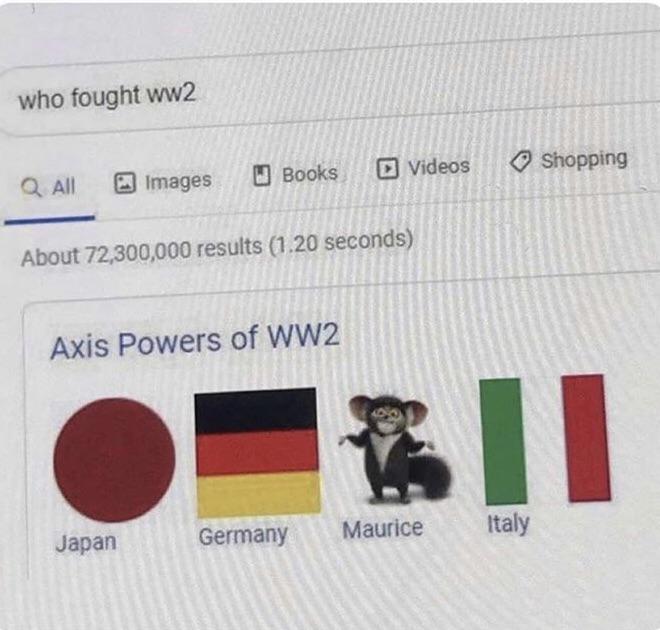 who fought ww2
All Images Books Videos Shopping
About 72,300,000 results (1.20 seconds)
Axis Powers of WW2
Japan Germany Maurice Italy